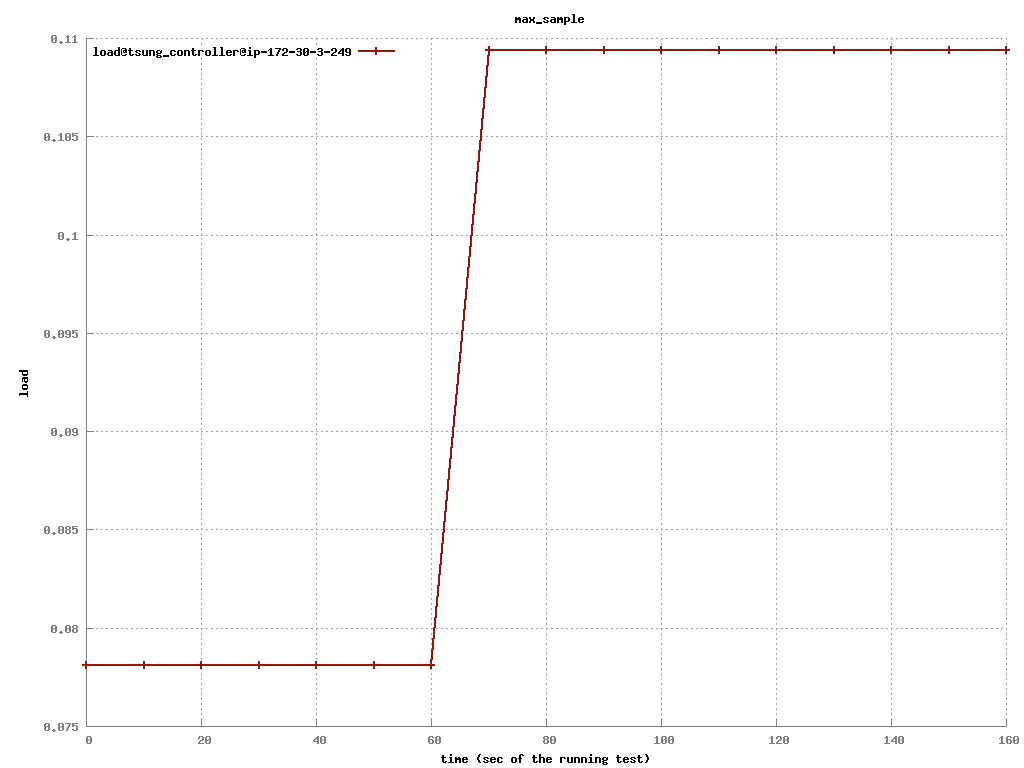 max_sample
load@tsung_controller@ip-172-30-3-249
0.11
0.105
0.1
0.095
0.09
0.085
0.08
0.075
load
0 20 40 60 80 100 120 140 160
time (sec of the running test)